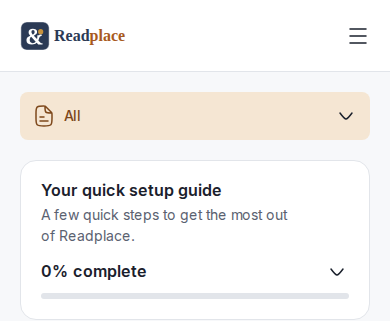 & Readplace
All
Your quick setup guide
A few quick steps to get the most out
of Readplace.
0% complete